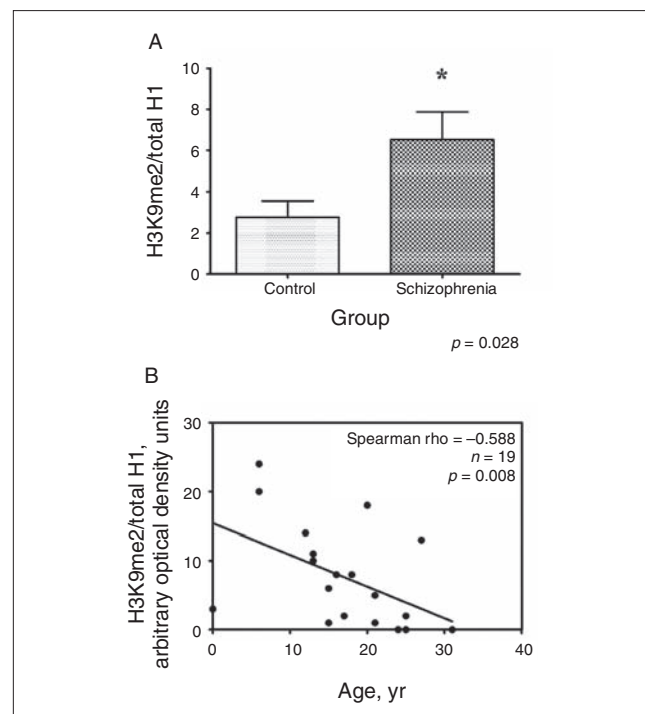 A
H3K9me2/total H1
10
8
6
4
2
0
*
Control Schizophrenia
Group
p = 0.028
B
H3K9me2/total H1,
arbitrary optical density units
30
20
10
0
Spearman rho = –0.588
n = 19
p = 0.008
0 10 20 30 40
Age, yr